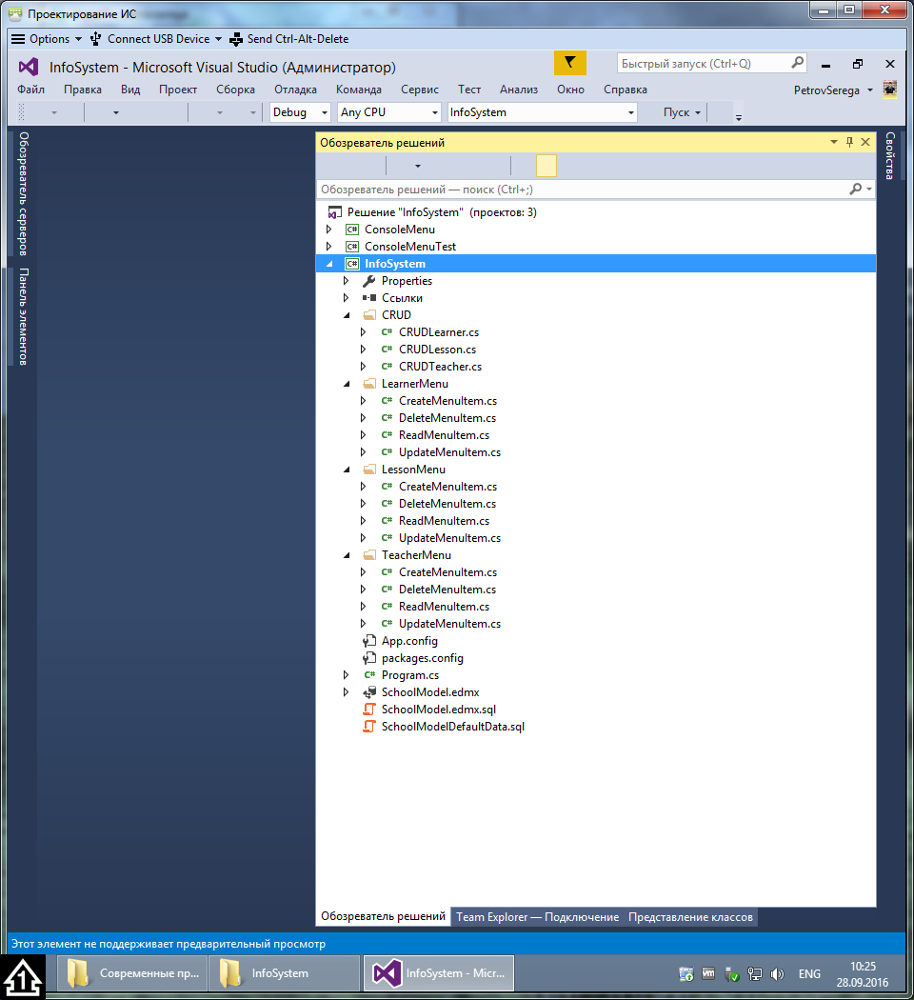 Проектирование ИС
Options Connect USB Device Send Ctrl-Alt-Delete
InfoSystem - Microsoft Visual Studio (Администратор)
Быстрый запуск (Ctrl+Q)
Файл Правка Вид Проект Сборка Отладка Команда Сервис Тест Анализ Окно Справка
PetrovSerega
Debug Any CPU InfoSystem Пуск
Обозреватель серверов
Панель элементов
Обозреватель решений
Свойства
Обозреватель решений — поиск (Ctrl+;)
Решение "InfoSystem" (проектов: 3)
C# ConsoleMenu
C# ConsoleMenuTest
C# InfoSystem
Properties
Ссылки
CRUD
C# CRUDLearner.cs
C# CRUDLesson.cs
C# CRUDTeacher.cs
LearnerMenu
C# CreateMenuItem.cs
C# DeleteMenuItem.cs
C# ReadMenuItem.cs
C# UpdateMenuItem.cs
LessonMenu
C# CreateMenuItem.cs
C# DeleteMenuItem.cs
C# ReadMenuItem.cs
C# UpdateMenuItem.cs
TeacherMenu
C# CreateMenuItem.cs
C# DeleteMenuItem.cs
C# ReadMenuItem.cs
C# UpdateMenuItem.cs
App.config
packages.config
C# Program.cs
SchoolModel.edmx
SchoolModel.edmx.sql
SchoolModelDefaultData.sql
Обозреватель решений Team Explorer — Подключение Представление классов
Этот элемент не поддерживает предварительный просмотр
1 Современные пр... InfoSystem InfoSystem - Micr...
vm ENG
10:25
28.09.2016